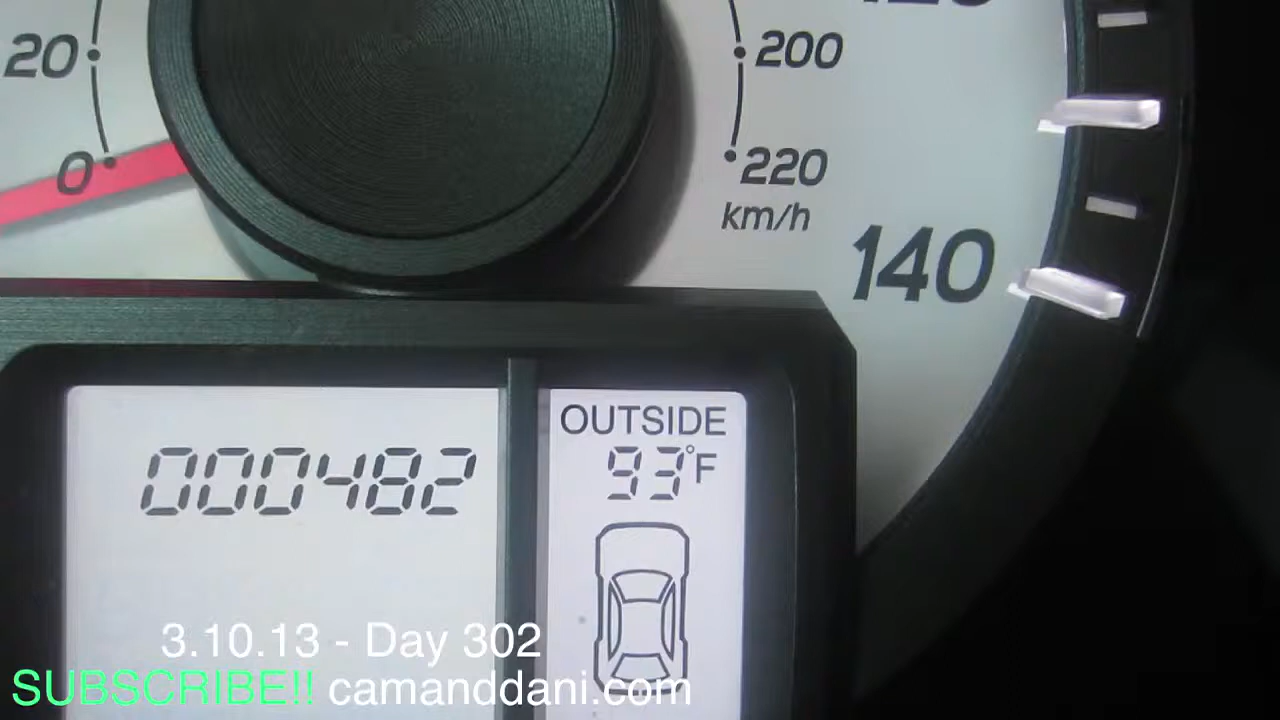 20
0
200
220
km/h
140
OUTSIDE
000482
93°F
3.10.13 - Day 302
SUBSCRIBE!! camanddani.com